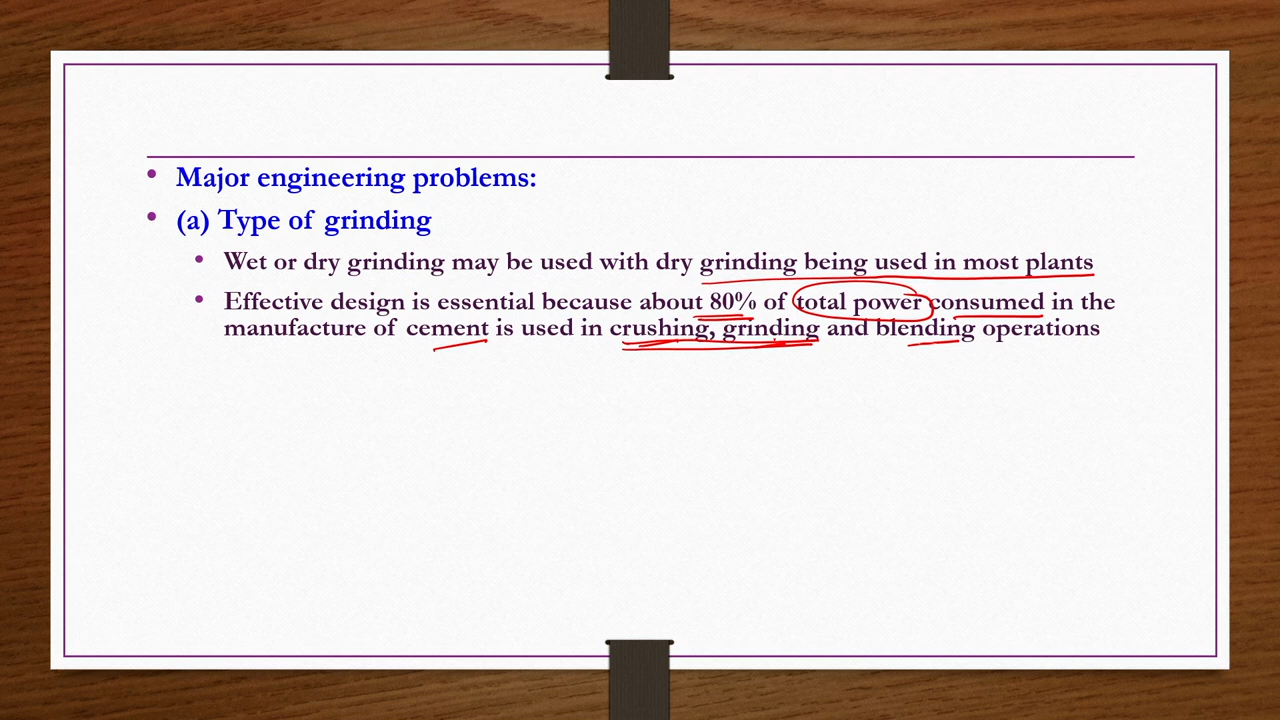 • Major engineering problems:
• (a) Type of grinding
• Wet or dry grinding may be used with dry grinding being used in most plants
• Effective design is essential because about 80% of total power consumed in the
manufacture of cement is used in crushing, grinding and blending operations